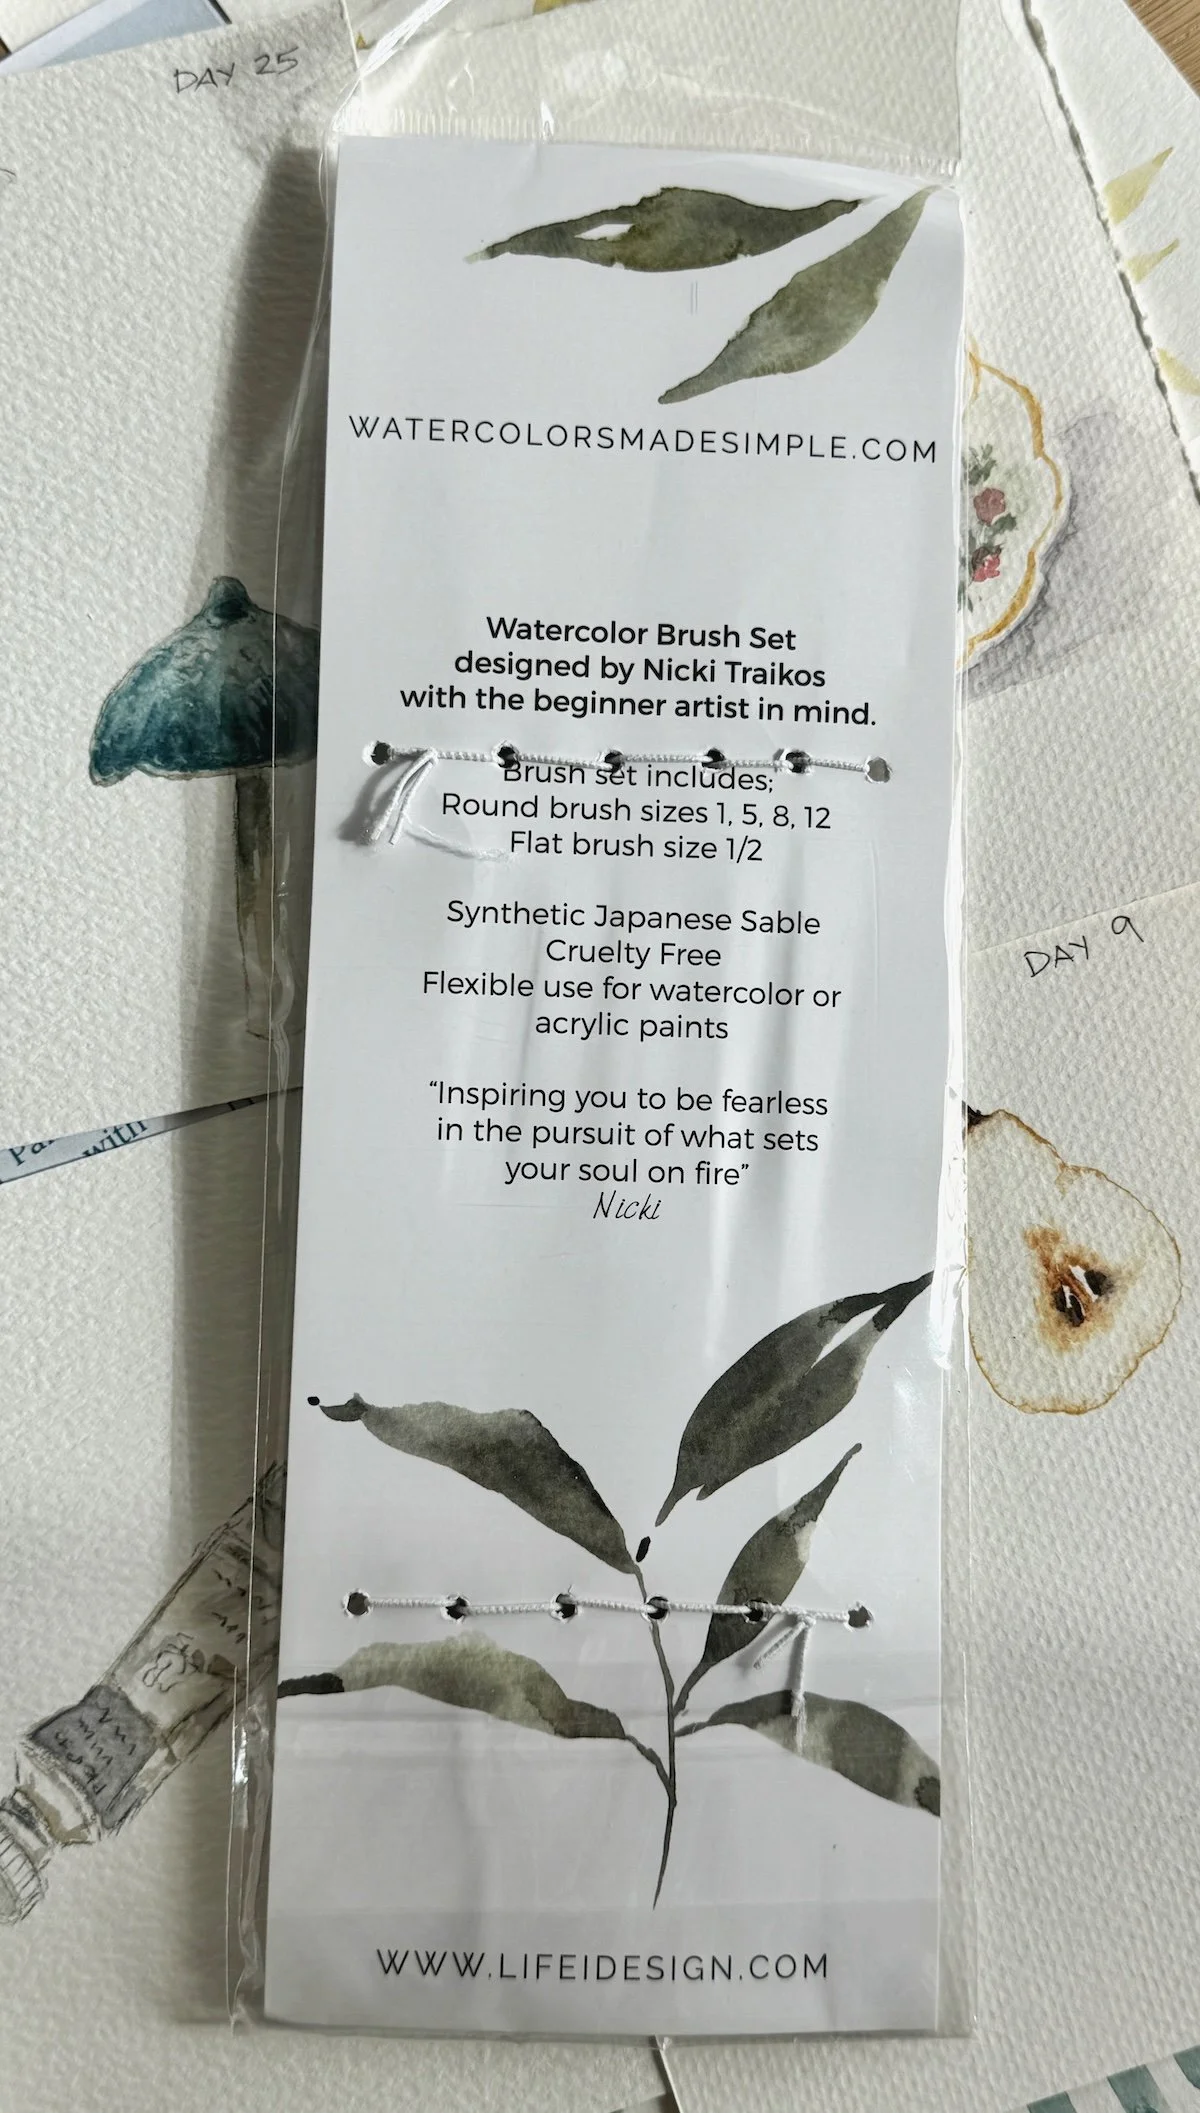 DAY 25
WATERCOLORSMADESIMPLE.COM
Watercolor Brush Set
designed by Nicki Traikos
with the beginner artist in mind.
Brush set includes;
Round brush sizes 1, 5, 8, 12
Flat brush size 1/2
Synthetic Japanese Sable
Cruelty Free
Flexible use for watercolor or
acrylic paints
“Inspiring you to be fearless
in the pursuit of what sets
your soul on fire”
Nicki
WWW.LIFEIDESIGN.COM
DAY 9
with